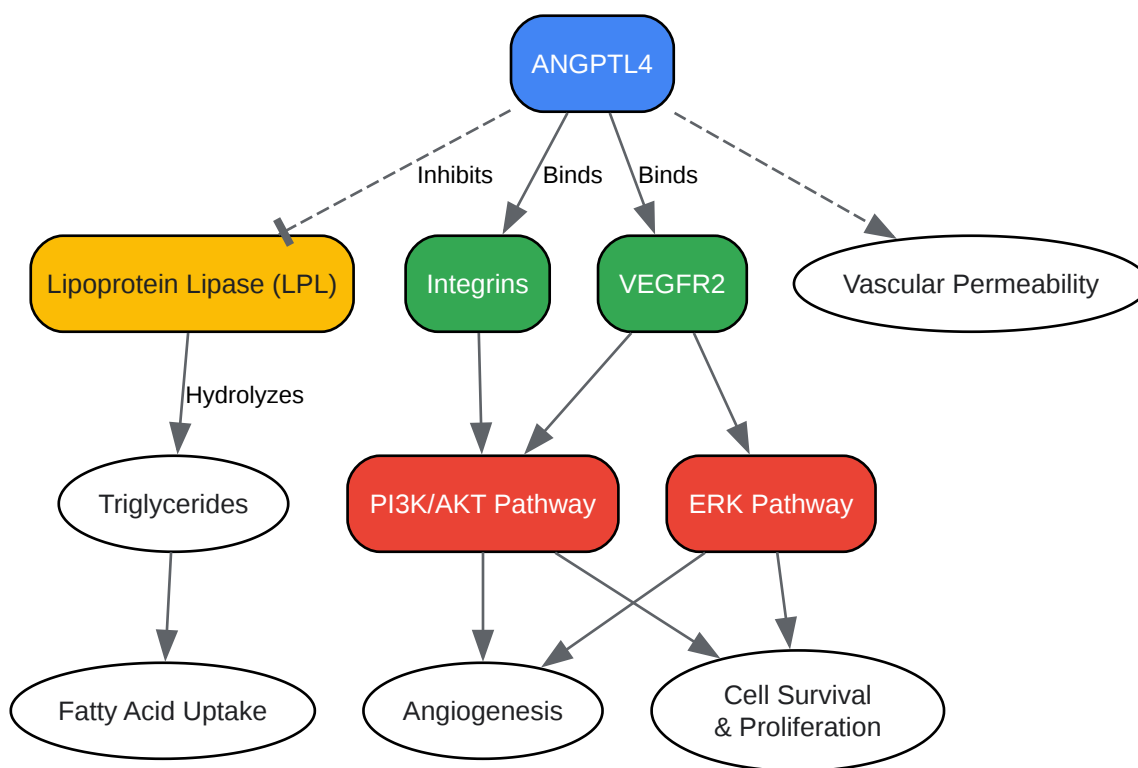 ANGPTL4
Inhibits
Binds
Binds
Lipoprotein Lipase (LPL)
Integrins
VEGFR2
Vascular Permeability
Hydrolyzes
Triglycerides
PI3K/AKT Pathway
ERK Pathway
Fatty Acid Uptake
Angiogenesis
Cell Survival
& Proliferation